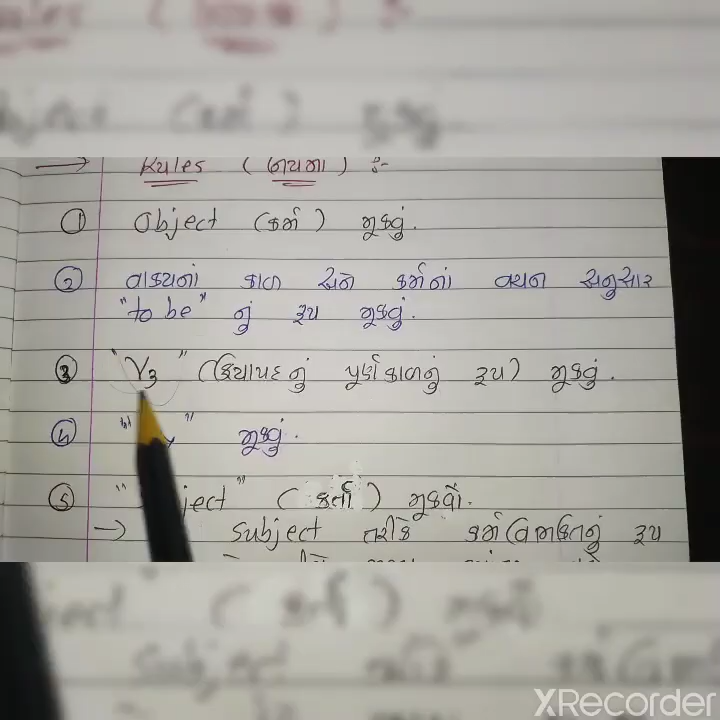 → Rules (નિયમો) :-
① Object (કર્મ) મૂકવું.
② વાક્યનાં કાળ અને કર્મનાં વચન અનુસાર
"to be" નું રૂપ મૂકવું.
③ "V3" (ક્રિયાપદનું પૂર્ણકાળનું રૂપ) મૂકવું.
④ મૂકવું.
⑤ (કર્તા) મૂકવો.
→ Subject તરીકે કર્મવિભક્તિનું રૂપ
XRecorder